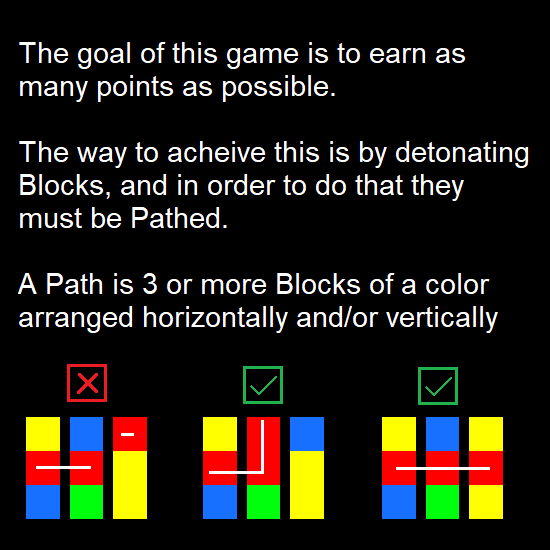 The goal of this game is to earn as
many points as possible.
The way to acheive this is by detonating
Blocks, and in order to do that they
must be Pathed.
A Path is 3 or more Blocks of a color
arranged horizontally and/or vertically